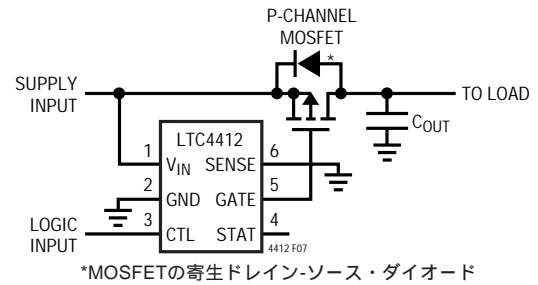 P-CHANNEL
MOSFET
*
SUPPLY
INPUT
TO LOAD
COUT
LTC4412
1
VIN
SENSE
6
2
GND
GATE
5
LOGIC
INPUT
3
CTL
STAT
4
4412 F07
*MOSFETの寄生ドレイン-ソース・ダイオード